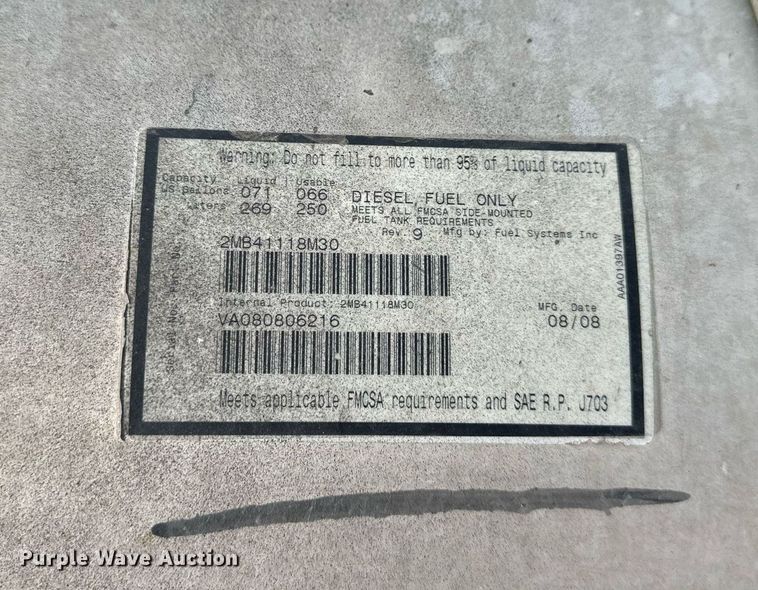 Warning: Do not fill to more than 95% of liquid capacity
Capacity Liquid Usable
US Gallons 071 066
Liters 269 250
DIESEL FUEL ONLY
MEETS ALL FMCSA SIDE-MOUNTED
FUEL TANK REQUIREMENTS
Rev. 9 Mfg by: Fuel Systems Inc
2MB41118M30
Internal Product: 2MB41118M30
VA080806216
MFG. Date
08/08
Meets applicable FMCSA requirements and SAE R.P. J703
AAA01397AW
Purple Wave Auction